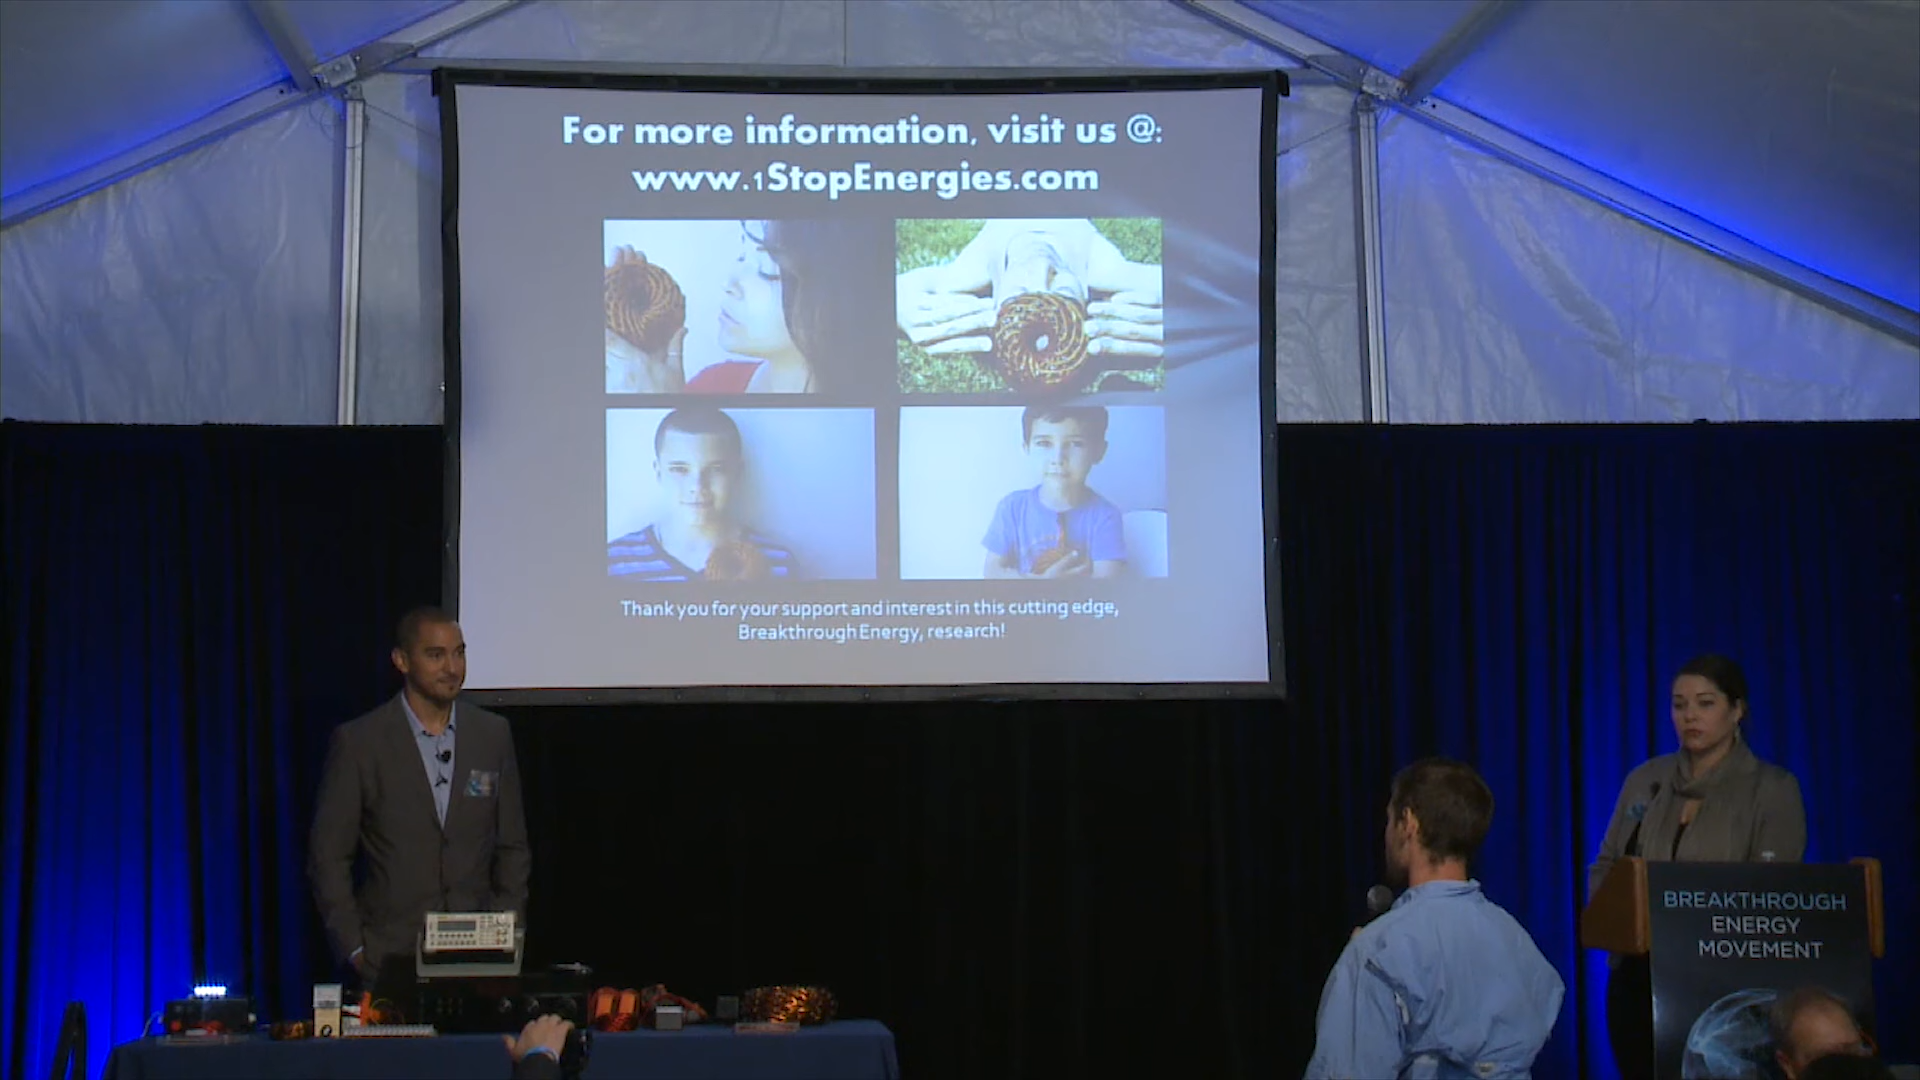 For more information, visit us @:
www.1StopEnergies.com
Thank you for your support and interest in this cutting edge,
Breakthrough Energy, research!
BREAKTHROUGH
ENERGY
MOVEMENT